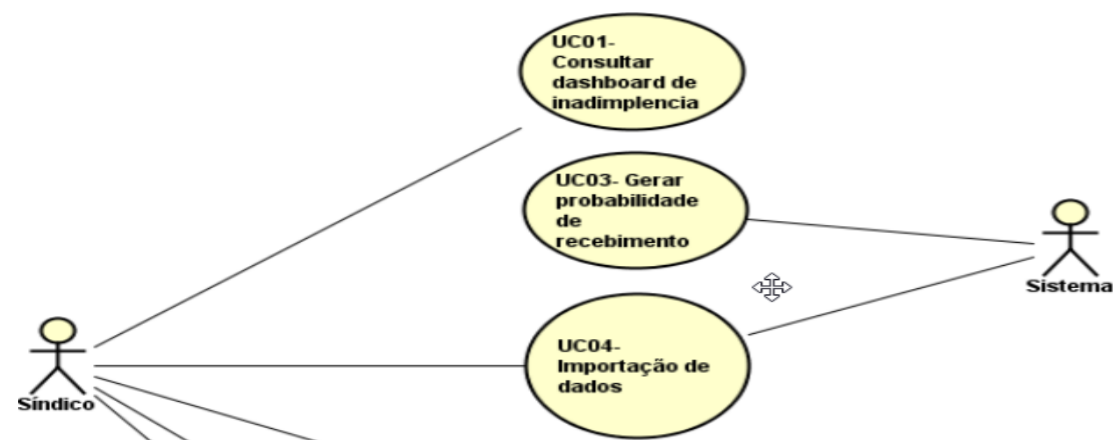 UC01-
Consultar
dashboard de
inadimplencia
UC03- Gerar
probabilidade
de
recebimento
Sistema
UC04-
Importação de
dados
Síndico